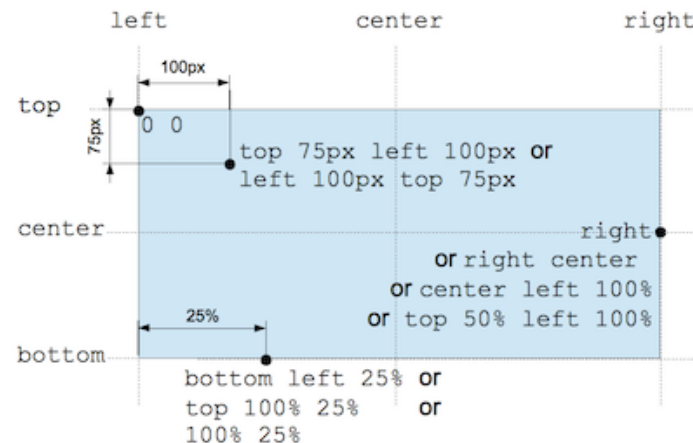 left center right
100px
top
0 0
75px
top 75px left 100px or
left 100px top 75px
center
right
or right center
or center left 100%
or top 50% left 100%
25%
bottom
bottom left 25% or
top 100% 25% or
100% 25%